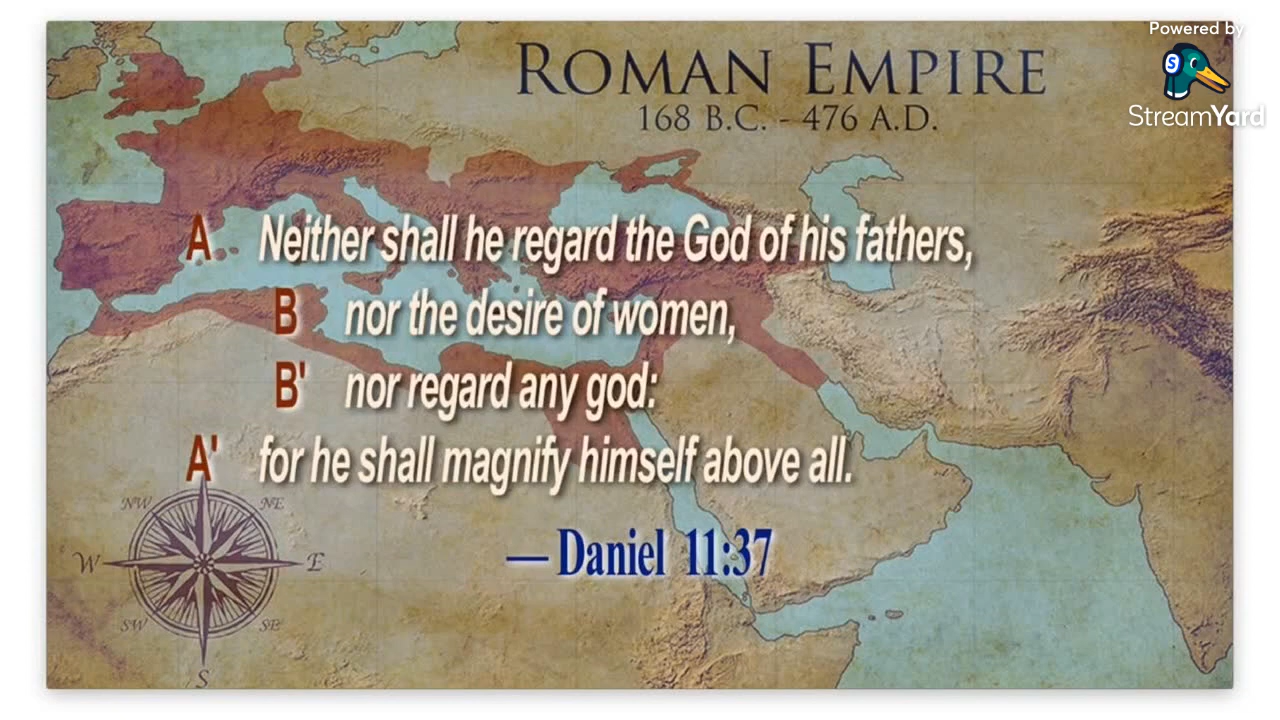 Powered by
StreamYard
ROMAN EMPIRE
168 B.C. - 476 A.D.
A Neither shall he regard the God of his fathers,
B nor the desire of women,
B' nor regard any god:
A' for he shall magnify himself above all.
— Daniel 11:37
NW NE
W E
SW SE
S